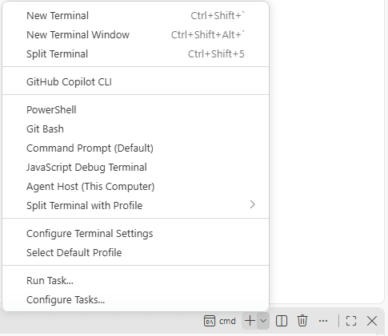 New Terminal Ctrl+Shift+`
New Terminal Window Ctrl+Shift+Alt+`
Split Terminal Ctrl+Shift+5
GitHub Copilot CLI
PowerShell
Git Bash
Command Prompt (Default)
JavaScript Debug Terminal
Agent Host (This Computer)
Split Terminal with Profile
Configure Terminal Settings
Select Default Profile
Run Task...
Configure Tasks...
cmd